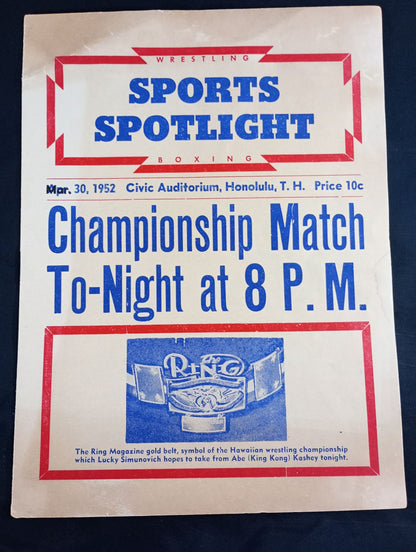 WRESTLING
SPORTS
SPOTLIGHT
BOXING
Mar. 30, 1952 Civic Auditorium, Honolulu, T. H. Price 10c
Championship Match
To-Night at 8 P. M.
The RING
The Ring Magazine gold belt, symbol of the Hawaiian wrestling championship
which Lucky Simunovich hopes to take from Abe (King Kong) Kashey tonight.